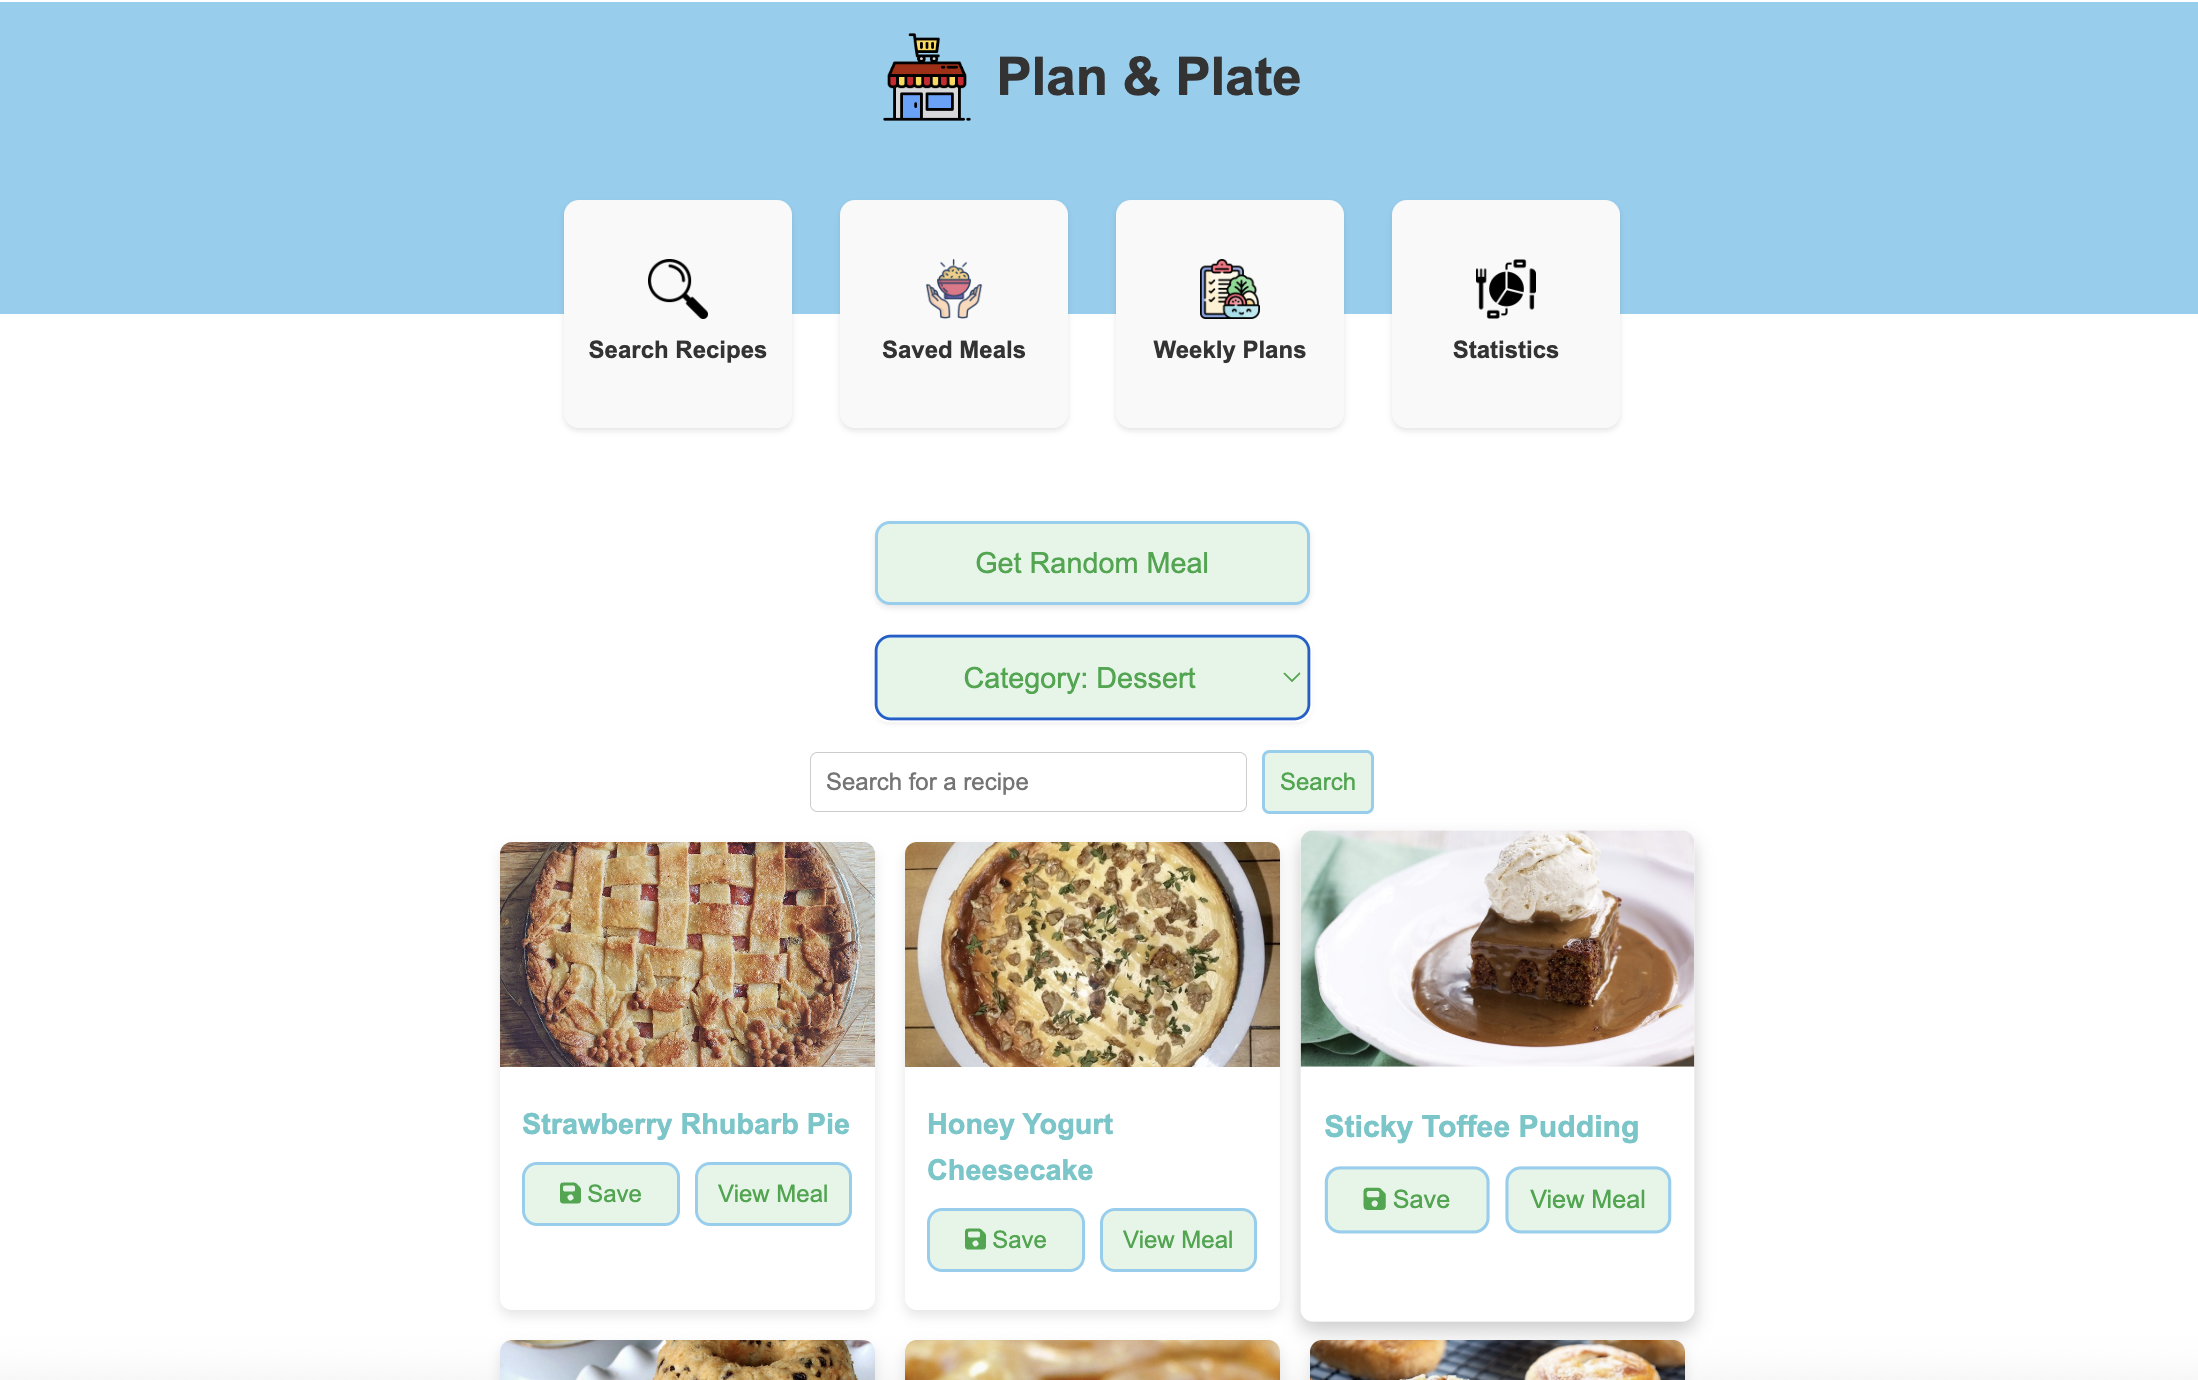 Plan & Plate
Search Recipes
Saved Meals
Weekly Plans
Statistics
Get Random Meal
Category: Dessert
Search for a recipe
Search
Strawberry Rhubarb Pie
Save
View Meal
Honey Yogurt
Cheesecake
Save
View Meal
Sticky Toffee Pudding
Save
View Meal